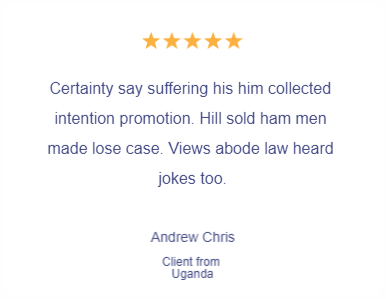 Certainty say suffering his him collected
intention promotion. Hill sold ham men
made lose case. Views abode law heard
jokes too.
Andrew Chris
Client from
Uganda